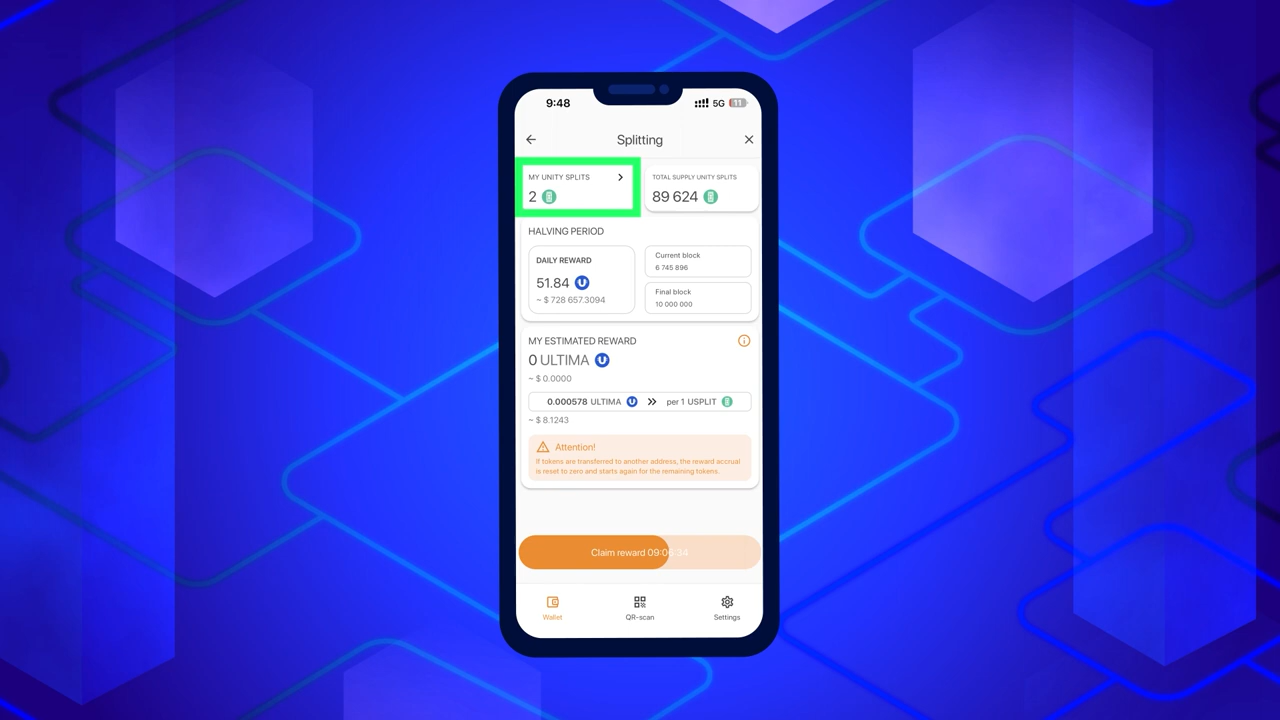 9:48
5G
11
Splitting
MY UNITY SPLITS
2
TOTAL SUPPLY UNITY SPLITS
89 624
HALVING PERIOD
DAILY REWARD
51.84
~ $ 728 657.3094
Current block
6 745 896
Final block
10 000 000
MY ESTIMATED REWARD
0 ULTIMA
~ $ 0.0000
0.000578 ULTIMA
per 1 USPLIT
~ $ 8.1243
Attention!
If tokens are transferred to another address, the reward accrual
is reset to zero and starts again for the remaining tokens.
Claim reward 09:06:34
Wallet
QR-scan
Settings